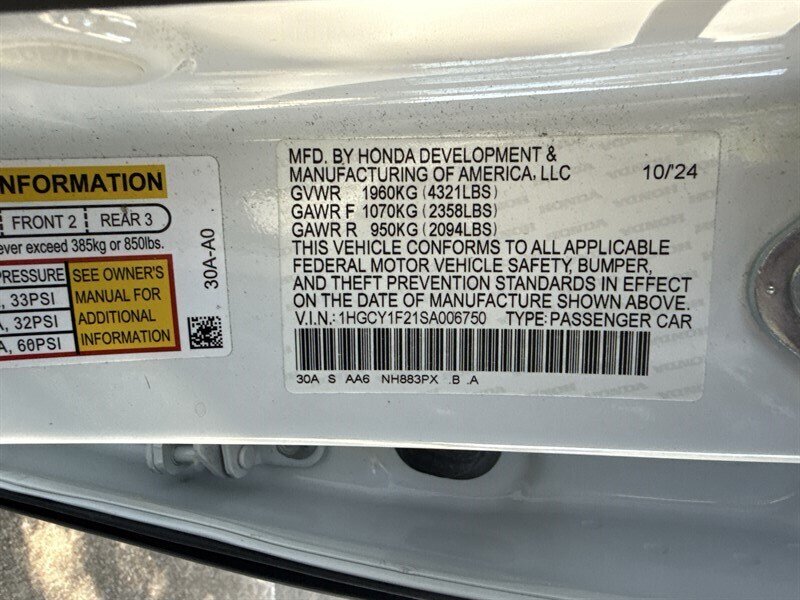 INFORMATION
FRONT 2 REAR 3
ever exceed 385kg or 850lbs.
PRESSURE
, 33PSI
A, 32PSI
A, 60PSI
SEE OWNER'S
MANUAL FOR
ADDITIONAL
INFORMATION
30A-A0
MFD. BY HONDA DEVELOPMENT &
MANUFACTURING OF AMERICA, LLC 10/'24
GVWR 1960KG (4321LBS)
GAWR F 1070KG (2358LBS)
GAWR R 950KG (2094LBS)
THIS VEHICLE CONFORMS TO ALL APPLICABLE
FEDERAL MOTOR VEHICLE SAFETY, BUMPER,
AND THEFT PREVENTION STANDARDS IN EFFECT
ON THE DATE OF MANUFACTURE SHOWN ABOVE.
V.I.N.: 1HGCY1F21SA006750 TYPE: PASSENGER CAR
30A S AA6 NH883PX .B .A